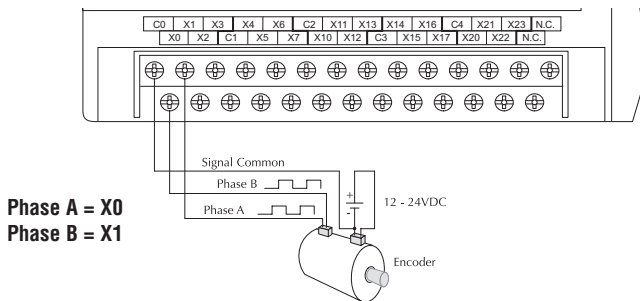 C0 X1 X3 X4 X6 C2 X11 X13 X14 X16 C4 X21 X23 N.C.
X0 X2 C1 X5 X7 X10 X12 C3 X15 X17 X20 X22 N.C.
Signal Common
Phase B
+
12 - 24VDC
-
Phase A
Phase A = X0
Phase B = X1
Encoder